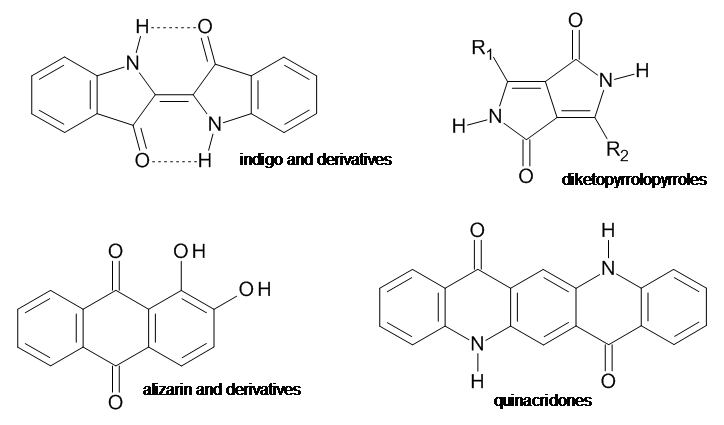 H O
N
N
O H
indigo and derivatives
O
R1
N H
H N
R2
O
diketopyrrolopyrroles
O OH
OH
O
alizarin and derivatives
O H
N
N
H O
quinacridones